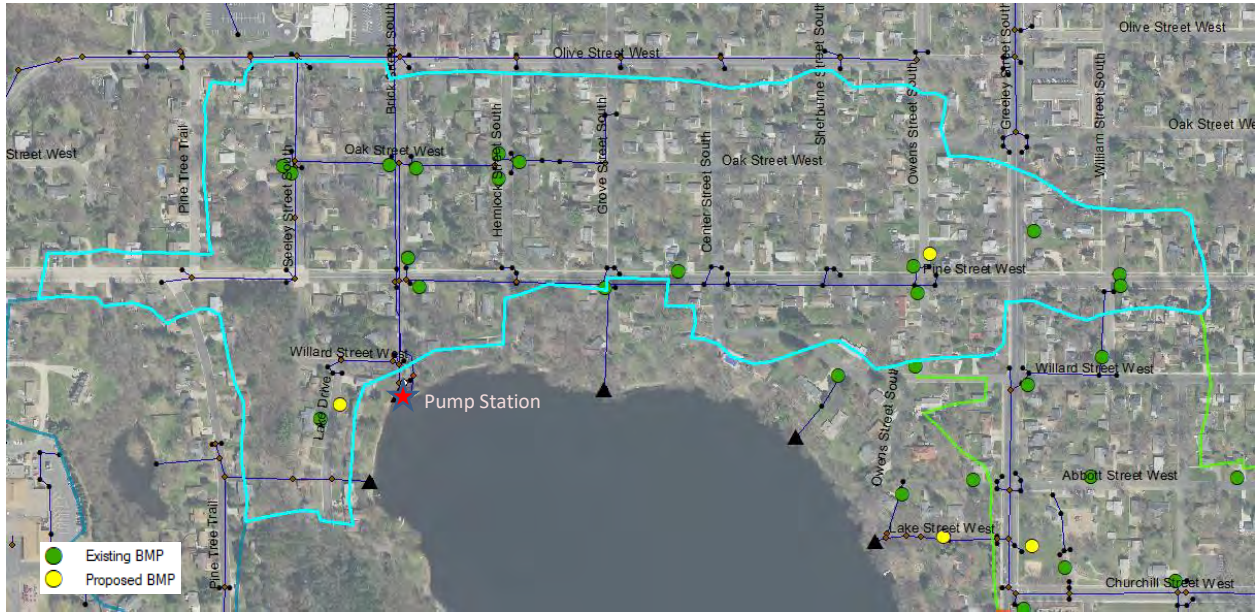 Olive Street West
Olive Street West
Brick Street South
Sherburne Street South
Greeley Street South
Owens Street South
William Street South
Street West
Pine Tree Trail
Seeley Street South
Oak Street West
Hemlock Street South
Grove Street South
Center Street South
Oak Street West
Oak Street We
Pine Street West
Willard Street West
Lake Drive
Pump Station
Owens Street Sout
Willard Street West
Abbott Street West
Pine Tree Trail
Lake Street West
Churchill Street West
Existing BMP
Proposed BMP